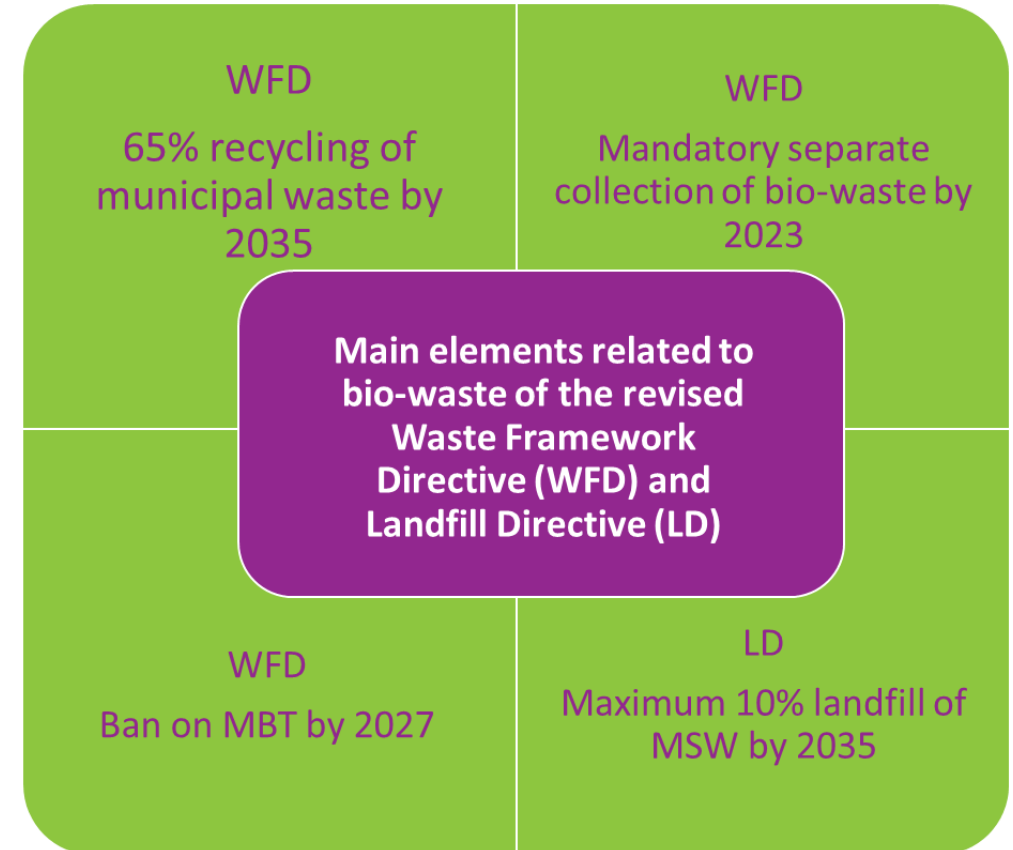 WFD
65% recycling of
municipal waste by
2035
WFD
Mandatory separate
collection of bio-waste by
2023
Main elements related to
bio-waste of the revised
Waste Framework
Directive (WFD) and
Landfill Directive (LD)
WFD
Ban on MBT by 2027
LD
Maximum 10% landfill of
MSW by 2035